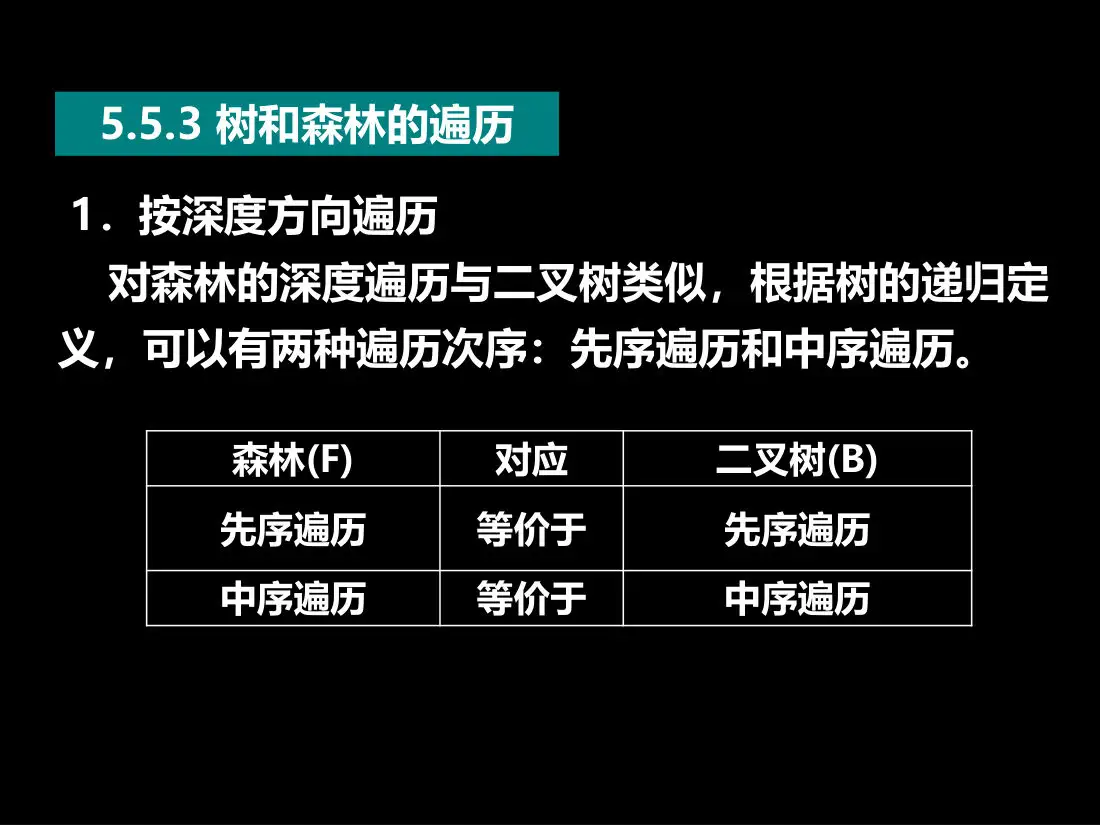 5.5.3 树和森林的遍历
1．按深度方向遍历
对森林的深度遍历与二叉树类似，根据树的递归定
义，可以有两种遍历次序：先序遍历和中序遍历。
森林(F) 对应 二叉树(B)
先序遍历 等价于 先序遍历
中序遍历 等价于 中序遍历